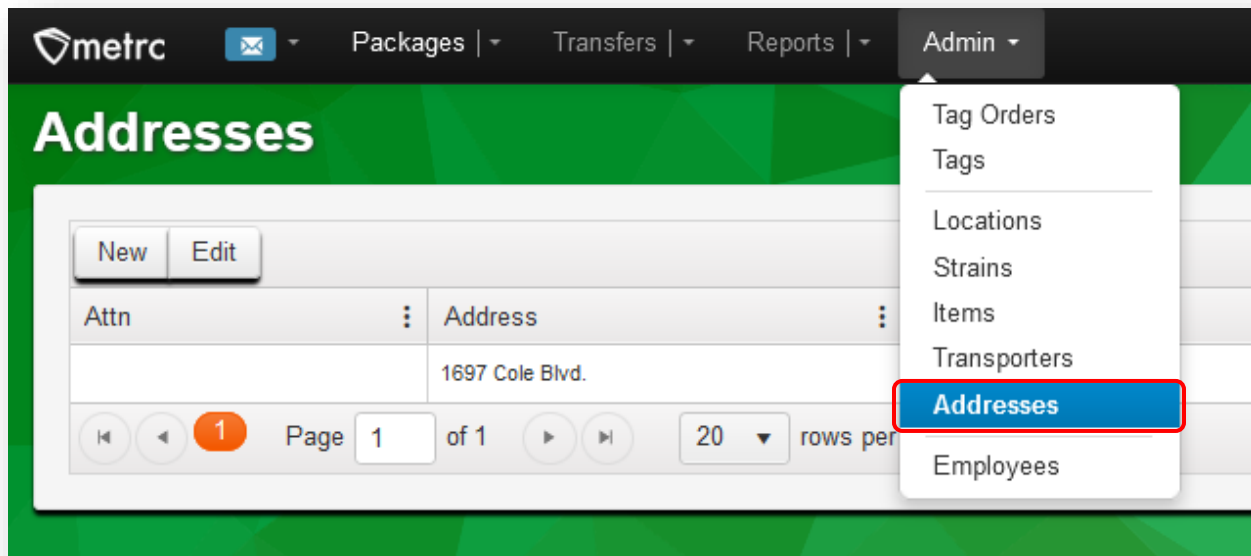 metrc Packages | Transfers | Reports | Admin
Addresses
Tag Orders
Tags
Locations
Strains
Items
Transporters
Addresses
Employees
New Edit
Attn Address
1697 Cole Blvd.
1 Page 1 of 1 20 rows per